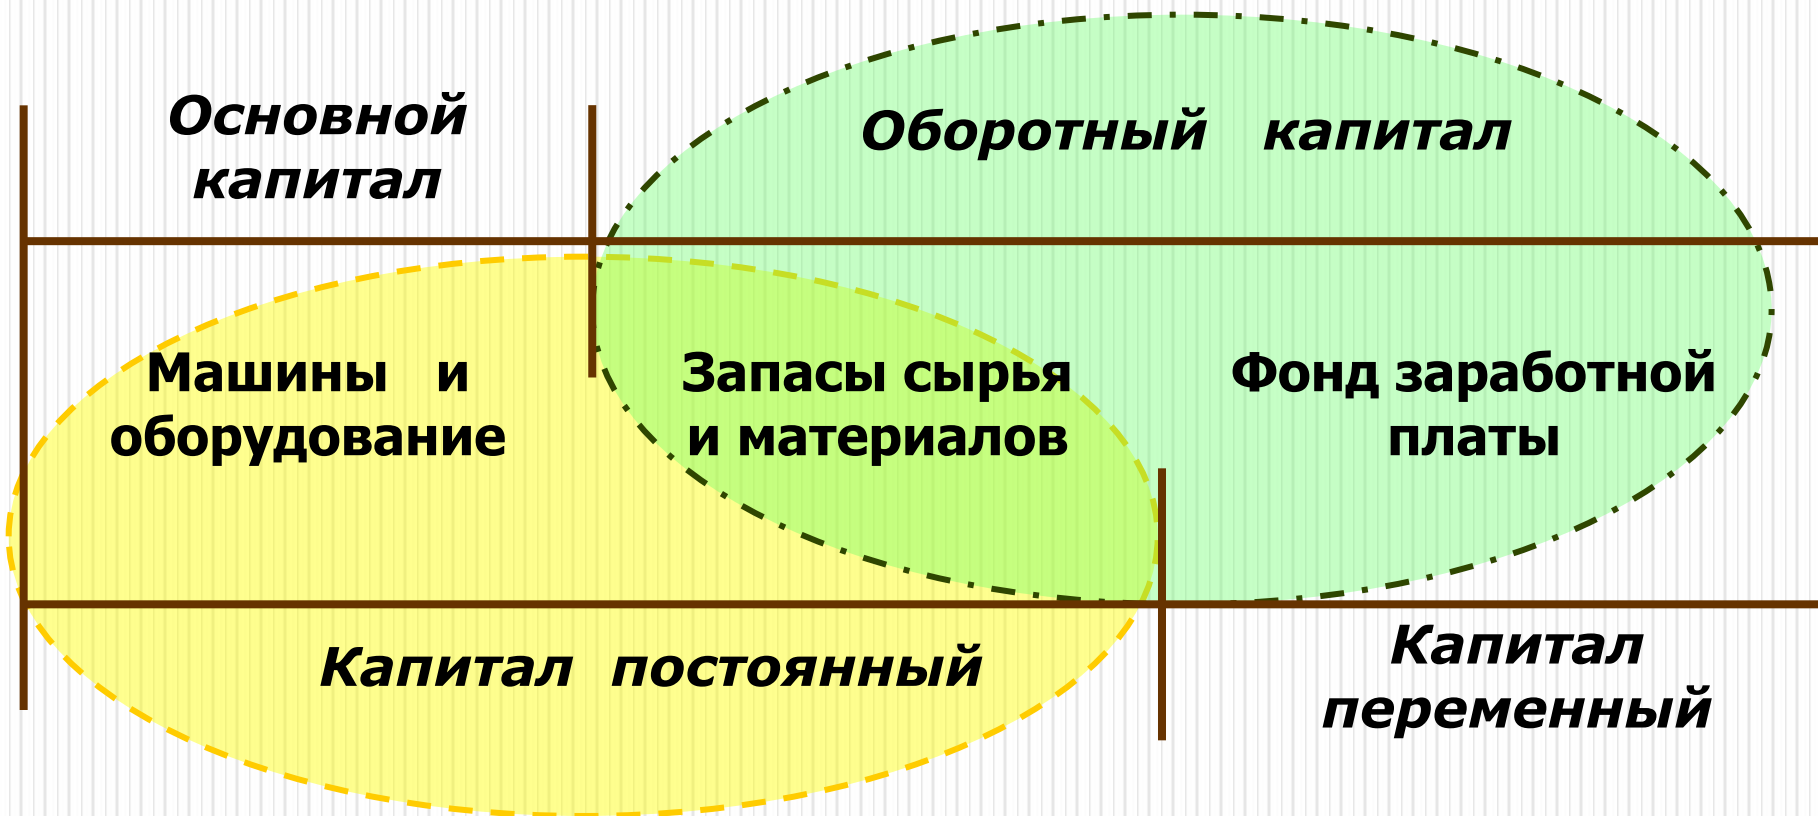 Основной
капитал
Оборотный капитал
Машины и
оборудование
Запасы сырья
и материалов
Фонд заработной
платы
Капитал постоянный
Капитал
переменный